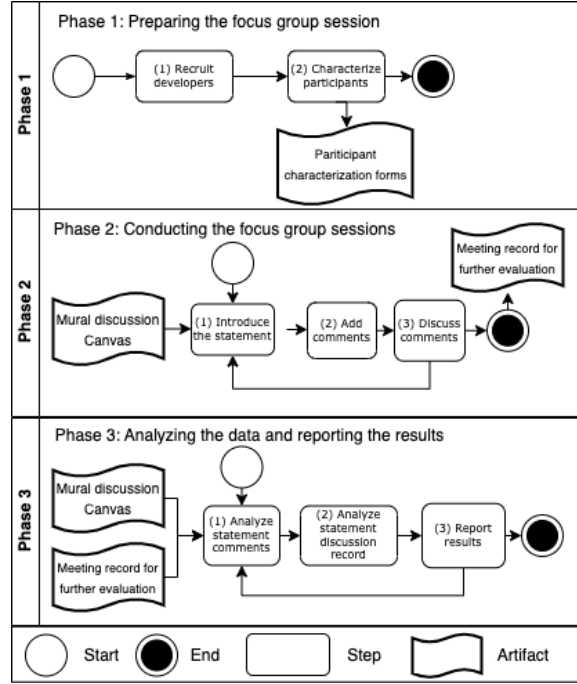 Phase 1
Phase 1: Preparing the focus group session
(1) Recruit
developers
(2) Characterize
participants
Pariticipant
characterization forms
Phase 2
Phase 2: Conducting the focus group sessions
Meeting record for
further evaluation
Mural discussion
Canvas
(1) Introduce
the statement
(2) Add
comments
(3) Discuss
comments
Phase 3
Phase 3: Analyzing the data and reporting the results
Mural discussion
Canvas
Meeting record for
further evaluation
(1) Analyze
statement
comments
(2) Analyze
statement
discussion
record
(3) Report
results
Start
End
Step
Artifact